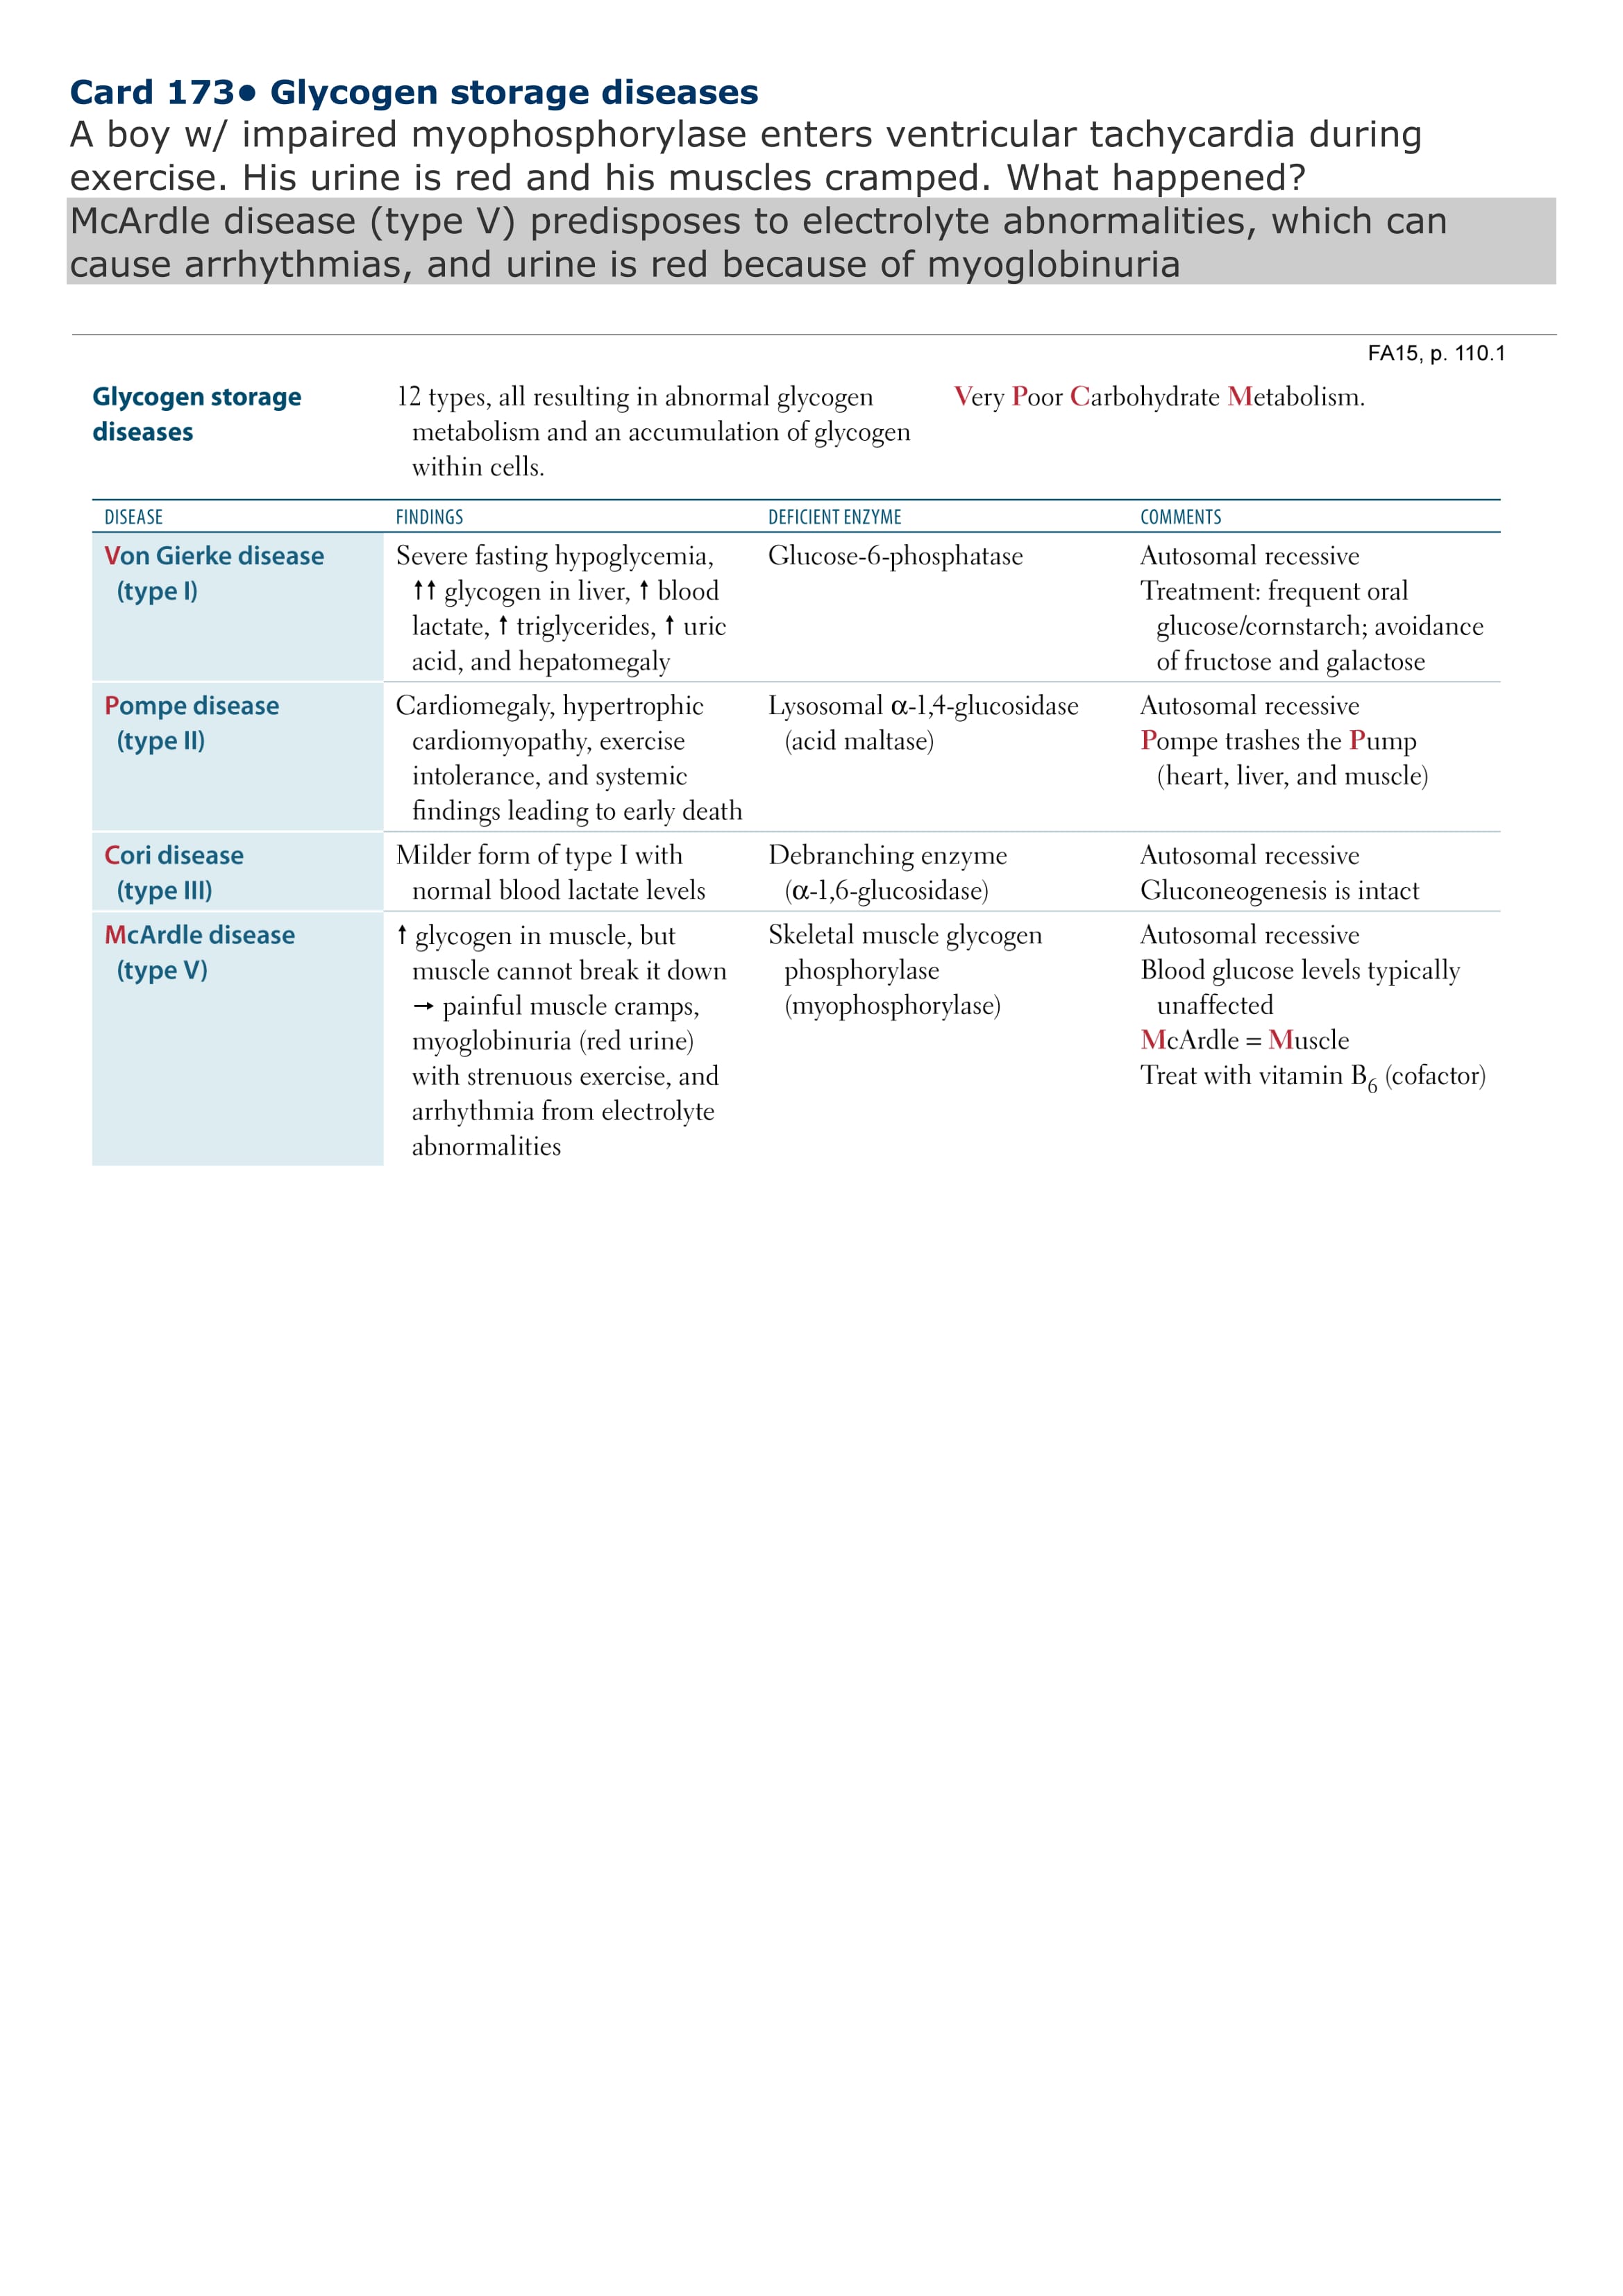 Card 173● Glycogen storage diseases
A boy w/ impaired myophosphorylase enters ventricular tachycardia during
exercise. His urine is red and his muscles cramped. What happened?
McArdle disease (type V) predisposes to electrolyte abnormalities, which can
cause arrhythmias, and urine is red because of myoglobinuria
FA15, p. 110.1
Glycogen storage
diseases
12 types, all resulting in abnormal glycogen
metabolism and an accumulation of glycogen
within cells.
Very Poor Carbohydrate Metabolism.
DISEASE FINDINGS DEFICIENT ENZYME COMMENTS
Von Gierke disease
(type I)
Severe fasting hypoglycemia,
↑↑ glycogen in liver, ↑ blood
lactate, ↑ triglycerides, ↑ uric
acid, and hepatomegaly
Glucose-6-phosphatase
Autosomal recessive
Treatment: frequent oral
glucose/cornstarch; avoidance
of fructose and galactose
Pompe disease
(type II)
Cardiomegaly, hypertrophic
cardiomyopathy, exercise
intolerance, and systemic
findings leading to early death
Lysosomal α-1,4-glucosidase
(acid maltase)
Autosomal recessive
Pompe trashes the Pump
(heart, liver, and muscle)
Cori disease
(type III)
Milder form of type I with
normal blood lactate levels
Debranching enzyme
(α-1,6-glucosidase)
Autosomal recessive
Gluconeogenesis is intact
McArdle disease
(type V)
↑ glycogen in muscle, but
muscle cannot break it down
→ painful muscle cramps,
myoglobinuria (red urine)
with strenuous exercise, and
arrhythmia from electrolyte
abnormalities
Skeletal muscle glycogen
phosphorylase
(myophosphorylase)
Autosomal recessive
Blood glucose levels typically
unaffected
McArdle = Muscle
Treat with vitamin B₆ (cofactor)